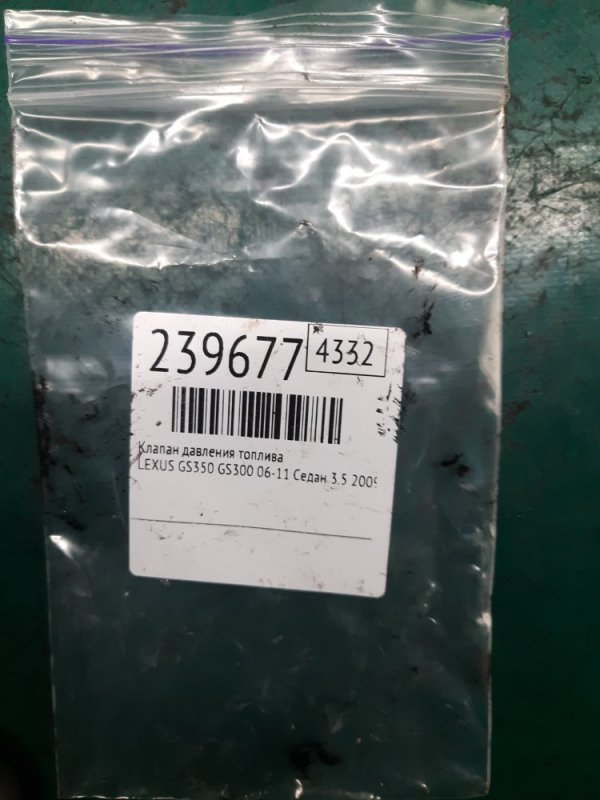 239677 4332
Клапан давления топлива
LEXUS GS350 GS300 06-11 Седан 3.5